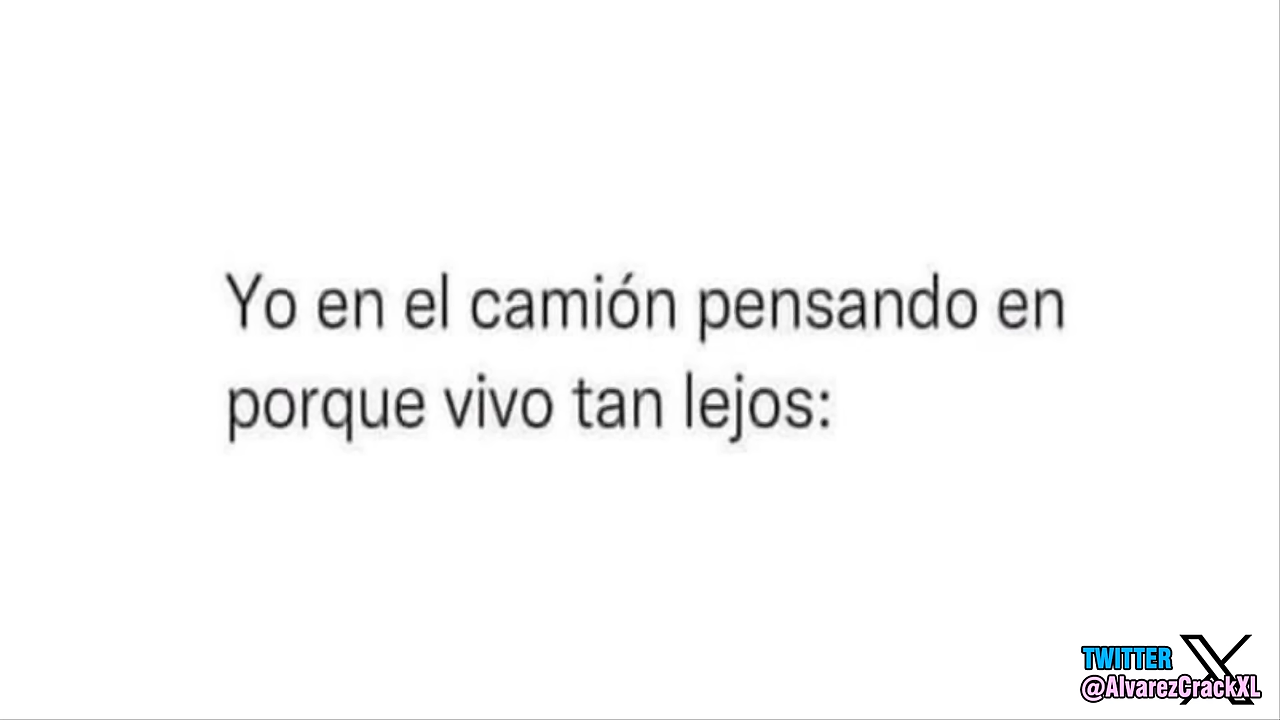 Yo en el camión pensando en
porque vivo tan lejos:
TWITTER
@AlvarezCrackXL